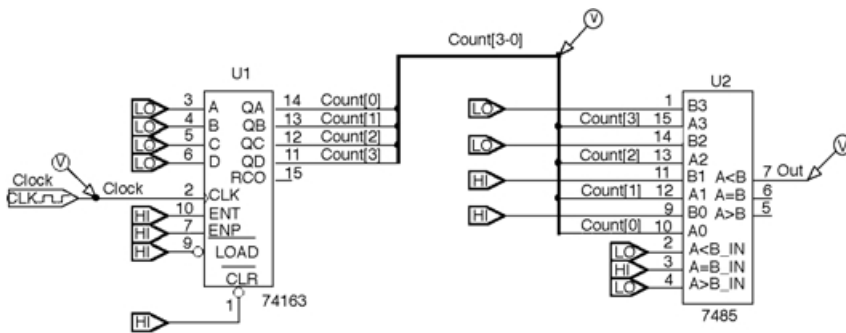 Count[3-0]
V
U1
U2
LO 3 A QA 14 Count[0]
LO 4 B QB 13 Count[1]
LO 5 C QC 12 Count[2]
LO 6 D QD 11 Count[3]
RCO 15
V
Clock
CLK Clock 2 CLK
HI 10 ENT
HI 7 ENP
HI 9 LOAD
CLR
1
74163
HI
LO 1 B3
Count[3] 15 A3
LO 14 B2
Count[2] 13 A2
HI 11 B1 A<B 7 Out
V
Count[1] 12 A1 A=B 6
HI 9 B0 A>B 5
Count[0] 10 A0
LO 2 A<B_IN
HI 3 A=B_IN
LO 4 A>B_IN
7485